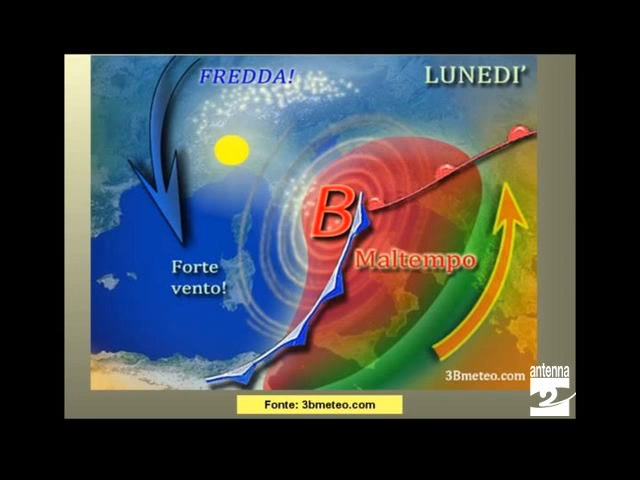 FREDDA!
LUNEDI’
B
Maltempo
Forte
vento!
3Bmeteo.com
antenna
2
Fonte: 3bmeteo.com